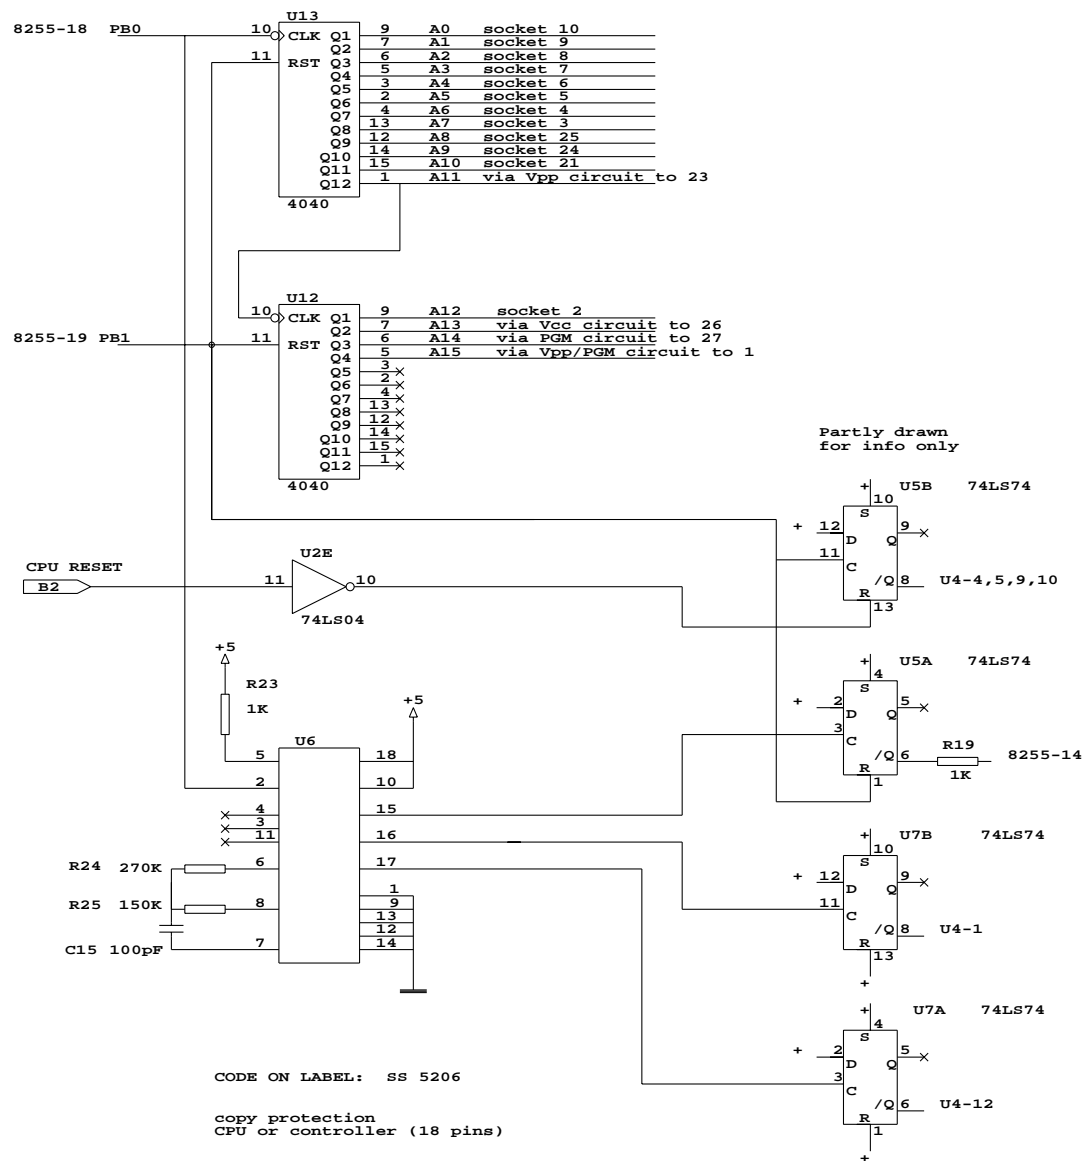 U13
8255-18 PB0 10 CLK Q1 9 A0 socket 10
Q2 7 A1 socket 9
11 RST Q3 6 A2 socket 8
Q4 5 A3 socket 7
Q5 3 A4 socket 6
Q6 2 A5 socket 5
Q7 4 A6 socket 4
Q8 13 A7 socket 3
Q9 12 A8 socket 25
Q10 14 A9 socket 24
Q11 15 A10 socket 21
Q12 1 A11 via Vpp circuit to 23
4040
U12
10 CLK Q1 9 A12 socket 2
Q2 7 A13 via Vcc circuit to 26
8255-19 PB1 11 RST Q3 6 A14 via PGM circuit to 27
Q4 5 A15 via Vpp/PGM circuit to 1
Q5 3
Q6 2
Q7 4
Q8 13
Q9 12
Q10 14
Q11 15
Q12 1
4040
Partly drawn
for info only
+ U5B 74LS74
10
S
+ 12 D Q 9
11 C
/Q 8 U4-4,5,9,10
R
13
CPU RESET
B2
U2E
11 10
74LS04
+ U5A 74LS74
4
S
+ 2 D Q 5
3 C
/Q 6 R19 1K 8255-14
R
1
+5
R23
1K
+5
U6
5 18
2 10
4 15
3
11 16
R24 270K 6 17
1
R25 150K 8 9
13
12
C15 100pF 7 14
+ U7B 74LS74
10
S
+ 12 D Q 9
11 C
/Q 8 U4-1
R
13
+
+ U7A 74LS74
4
S
+ 2 D Q 5
3 C
/Q 6 U4-12
R
1
+
CODE ON LABEL: SS 5206
copy protection
CPU or controller (18 pins)